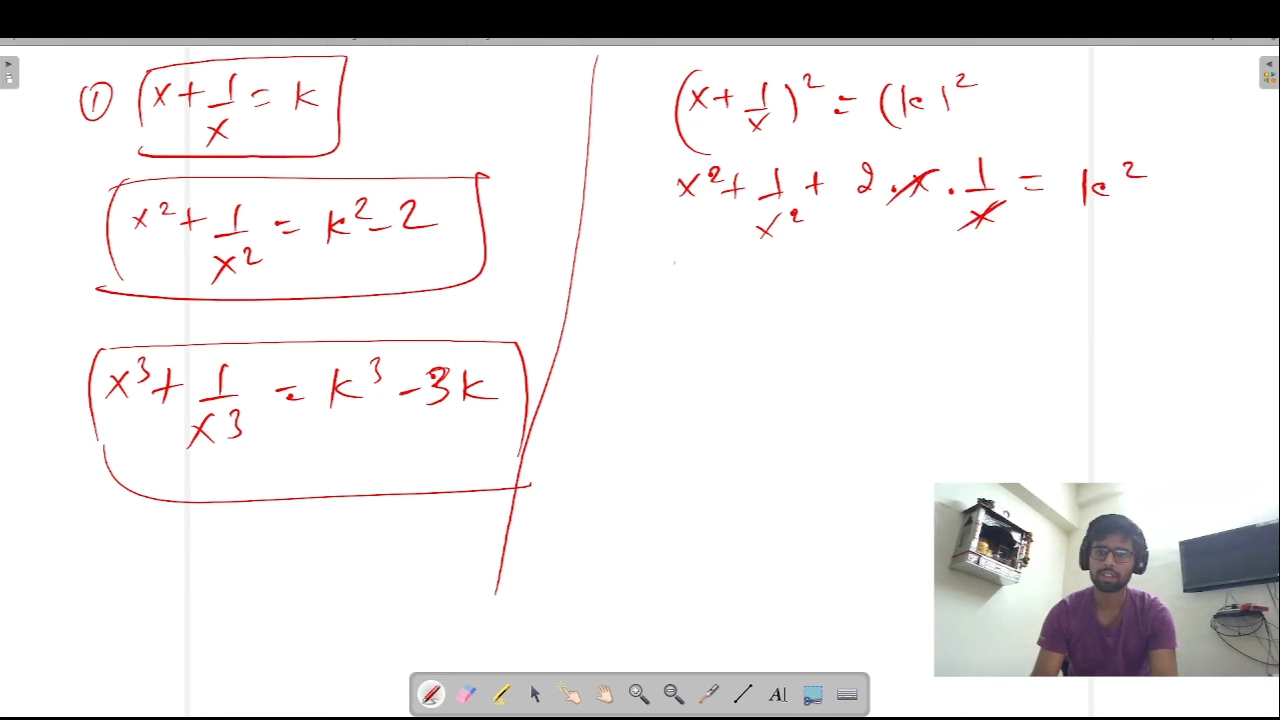 ① x + 1/x = k
x² + 1/x² = k² - 2
x³ + 1/x³ = k³ - 3k
(x + 1/x)² = (k)²
x² + 1/x² + 2 . x . 1/x = k²
AI